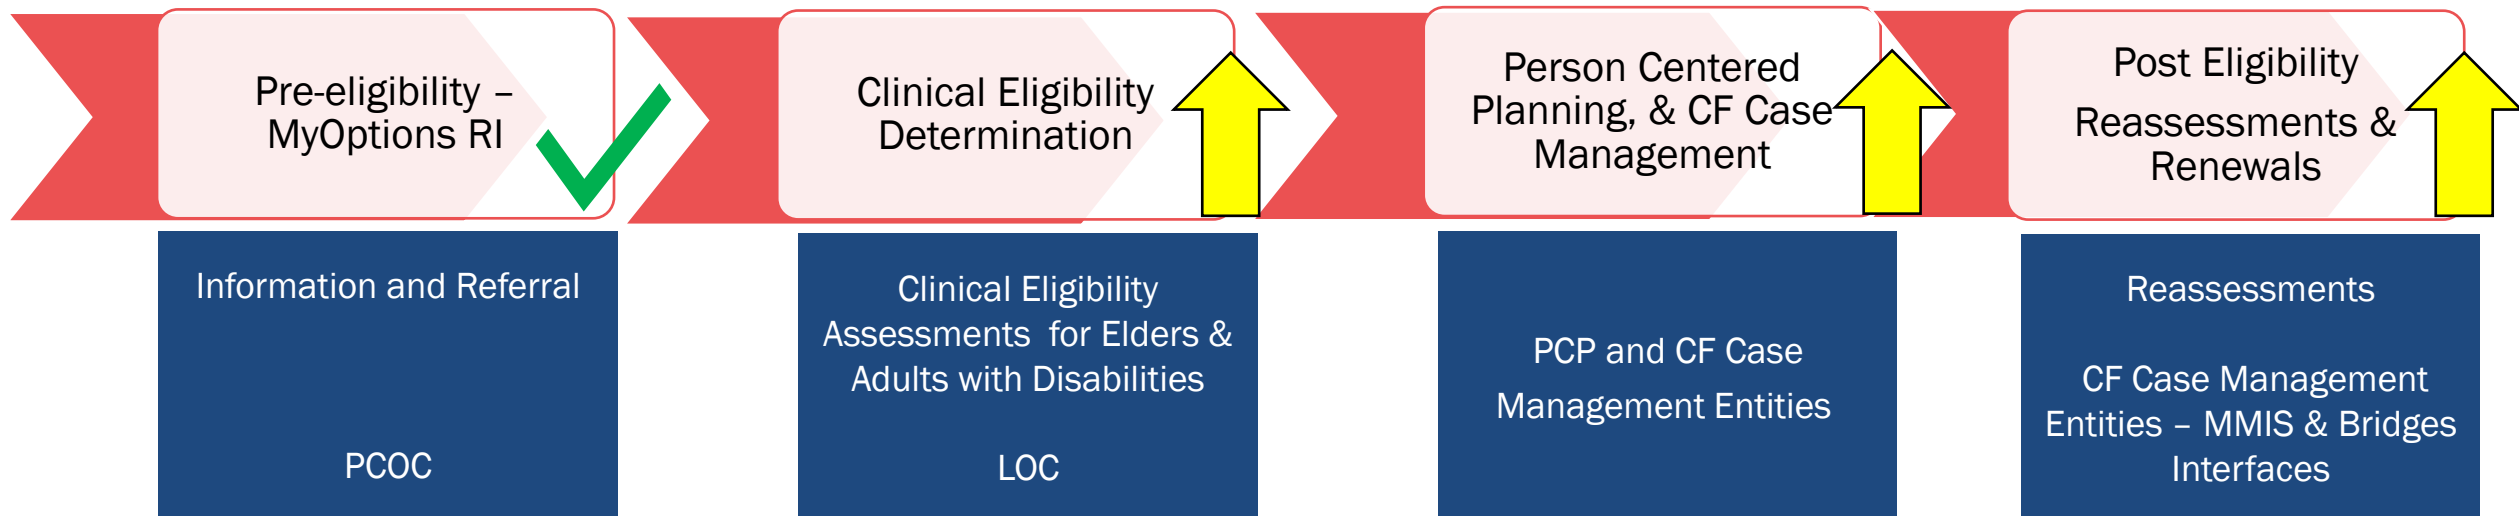 Pre-eligibility –
MyOptions RI
Clinical Eligibility
Determination
Person Centered
Planning, & CF Case
Management
Post Eligibility
Reassessments &
Renewals
Information and Referral
PCOC
Clinical Eligibility
Assessments for Elders &
Adults with Disabilities
LOC
PCP and CF Case
Management Entities
Reassessments
CF Case Management
Entities – MMIS & Bridges
Interfaces